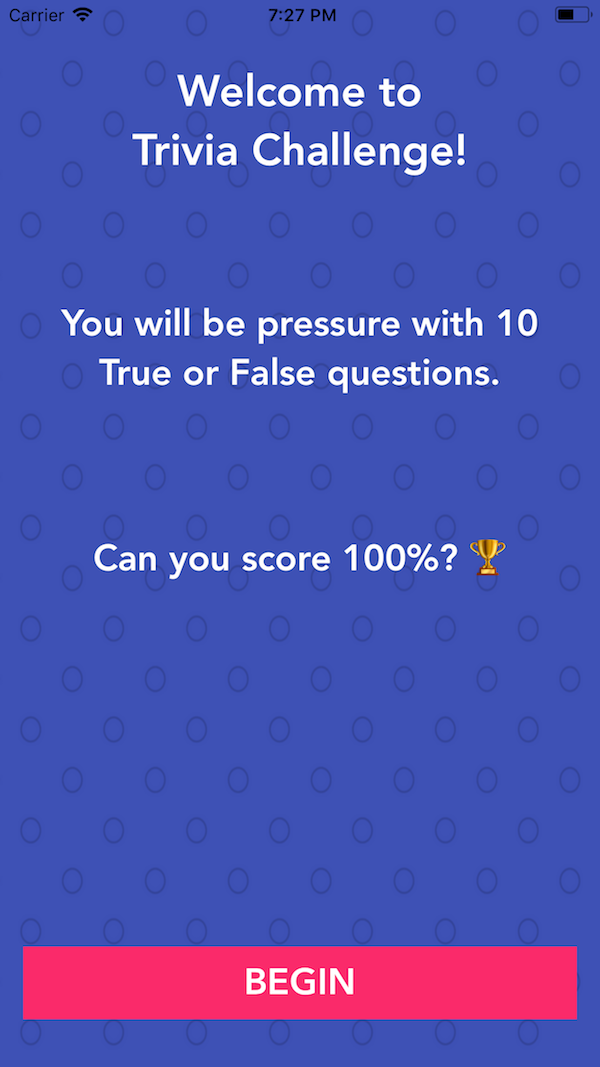 Carrier 7:27 PM
Welcome to
Trivia Challenge!
You will be pressure with 10
True or False questions.
Can you score 100%? 🏆
BEGIN